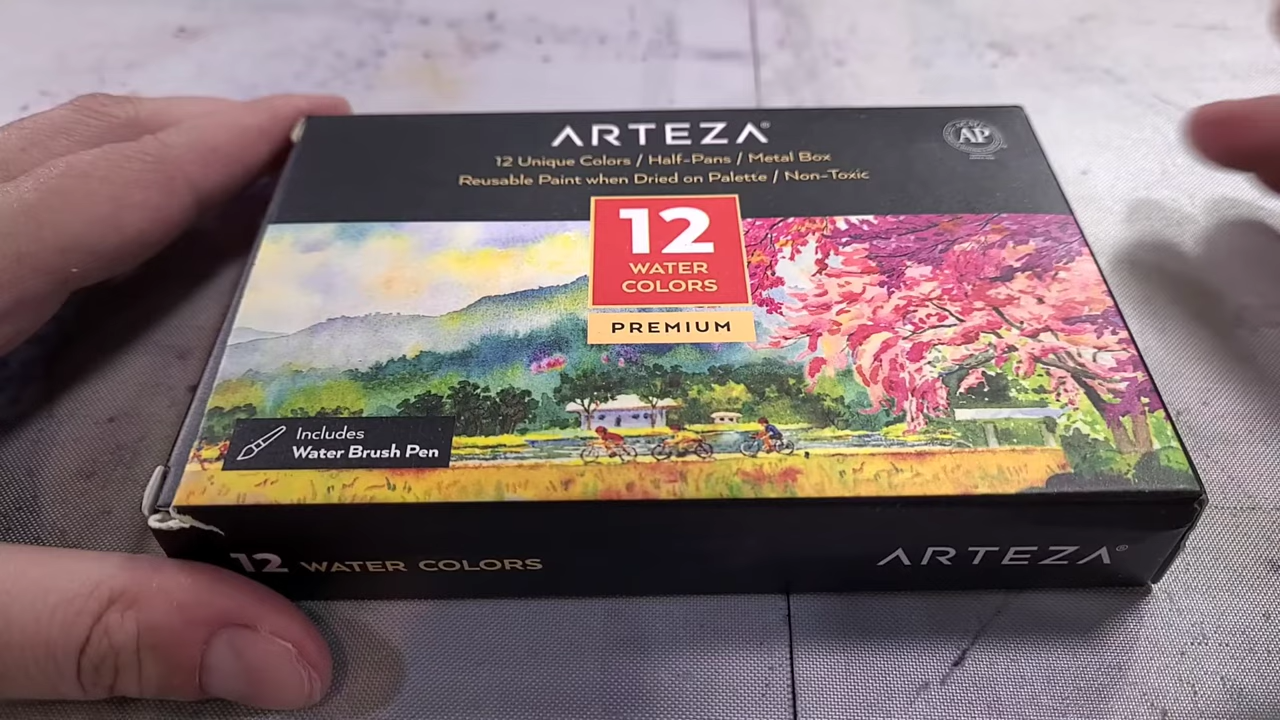 ARTEZA®
12 Unique Colors / Half-Pans / Metal Box
Reusable Paint when Dried on Palette / Non-Toxic
AP
12
WATER
COLORS
PREMIUM
Includes
Water Brush Pen
12 WATER COLORS
ARTEZA®